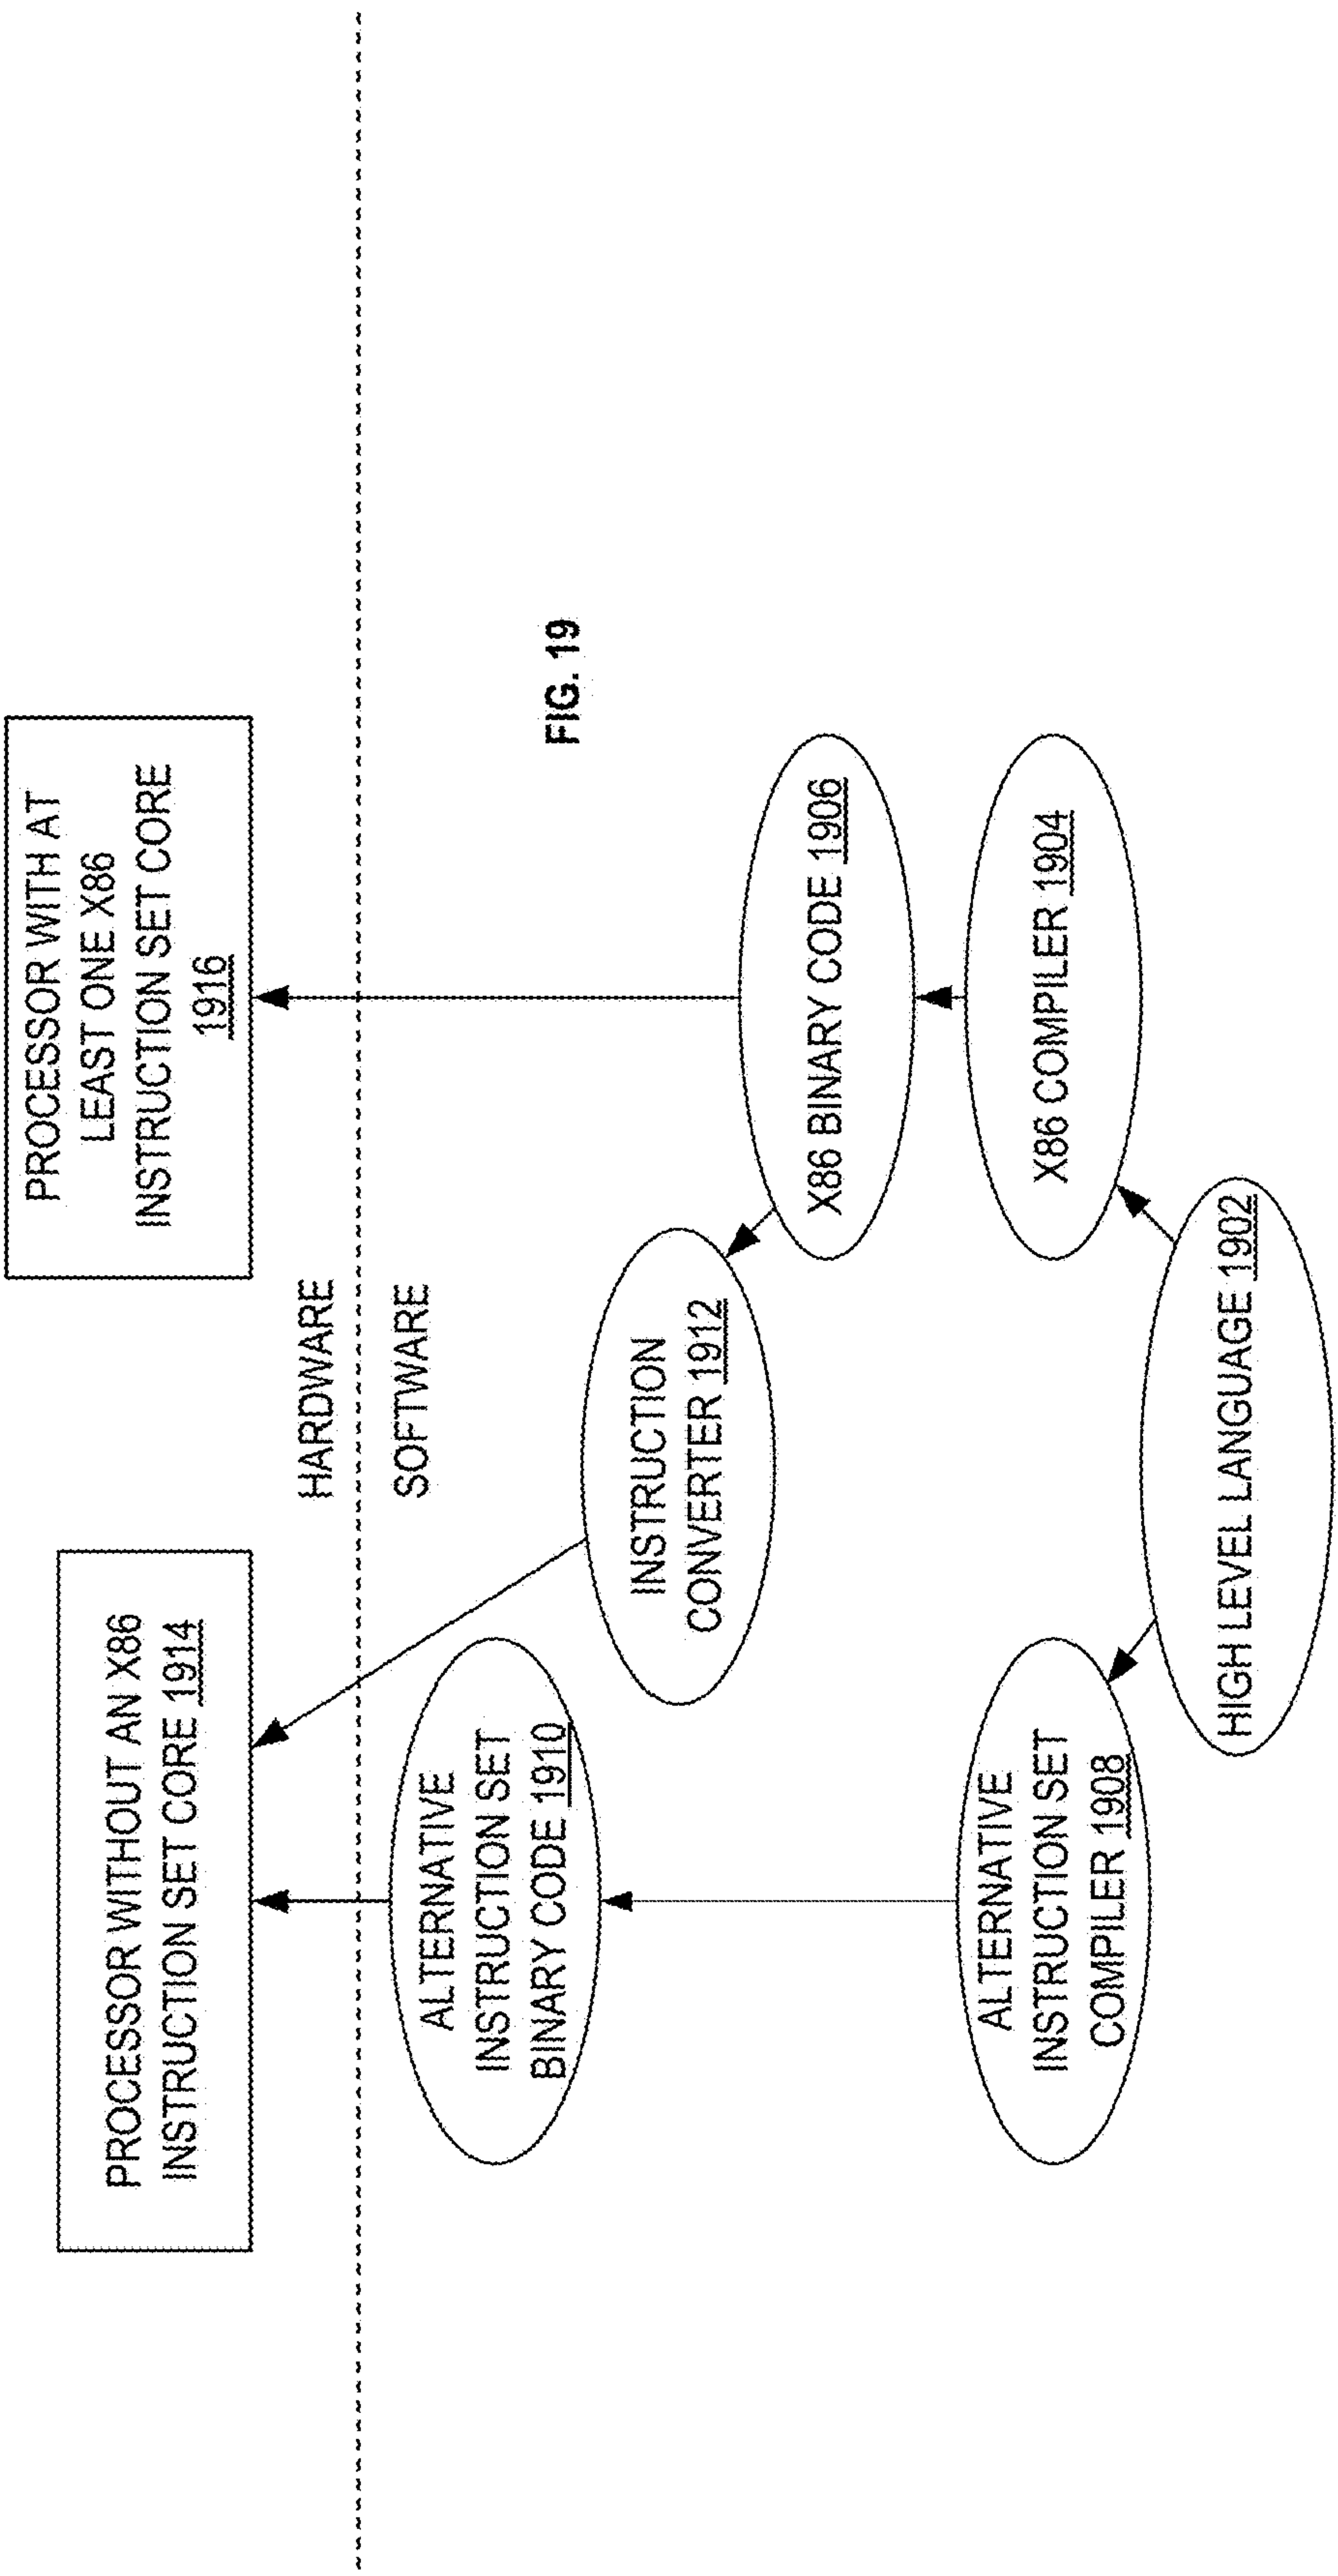 PROCESSOR WITHOUT AN X86
INSTRUCTION SET CORE 1914
PROCESSOR WITH AT
LEAST ONE X86
INSTRUCTION SET CORE
1916
HARDWARE
SOFTWARE
ALTERNATIVE
INSTRUCTION SET
BINARY CODE 1910
INSTRUCTION
CONVERTER 1912
FIG. 19
X86 BINARY CODE 1906
ALTERNATIVE
INSTRUCTION SET
COMPILER 1908
X86 COMPILER 1904
HIGH LEVEL LANGUAGE 1902